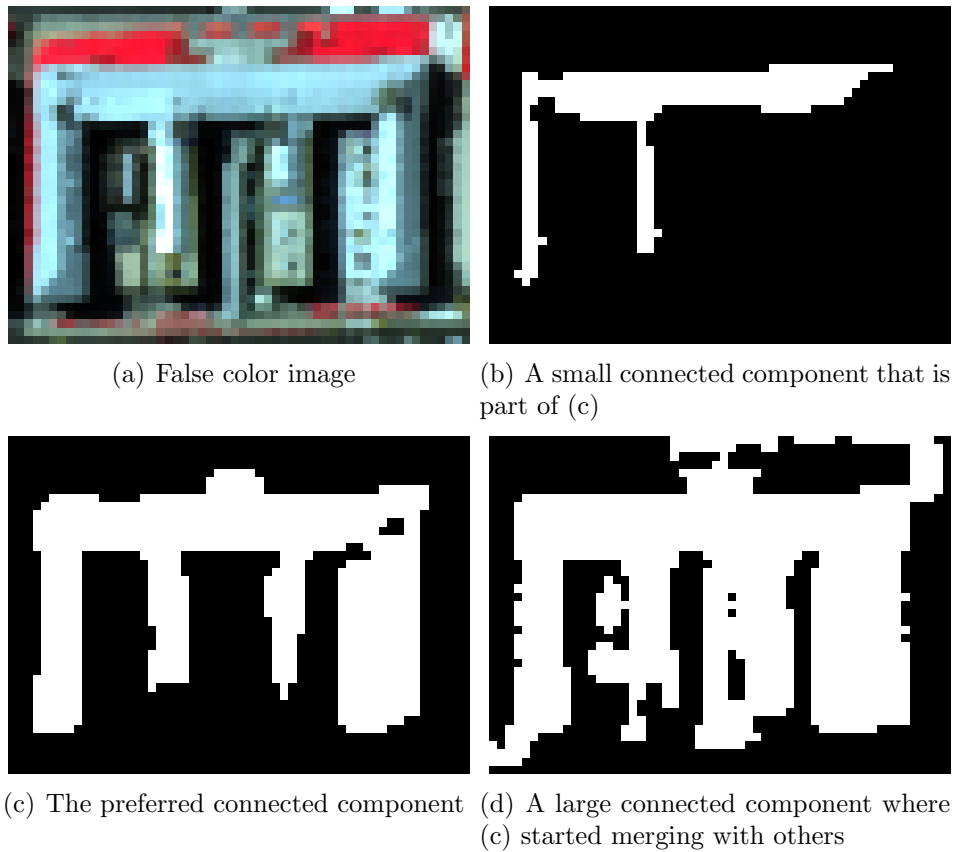 (a) False color image
(b) A small connected component that is
part of (c)
(c) The preferred connected component
(d) A large connected component where
(c) started merging with others